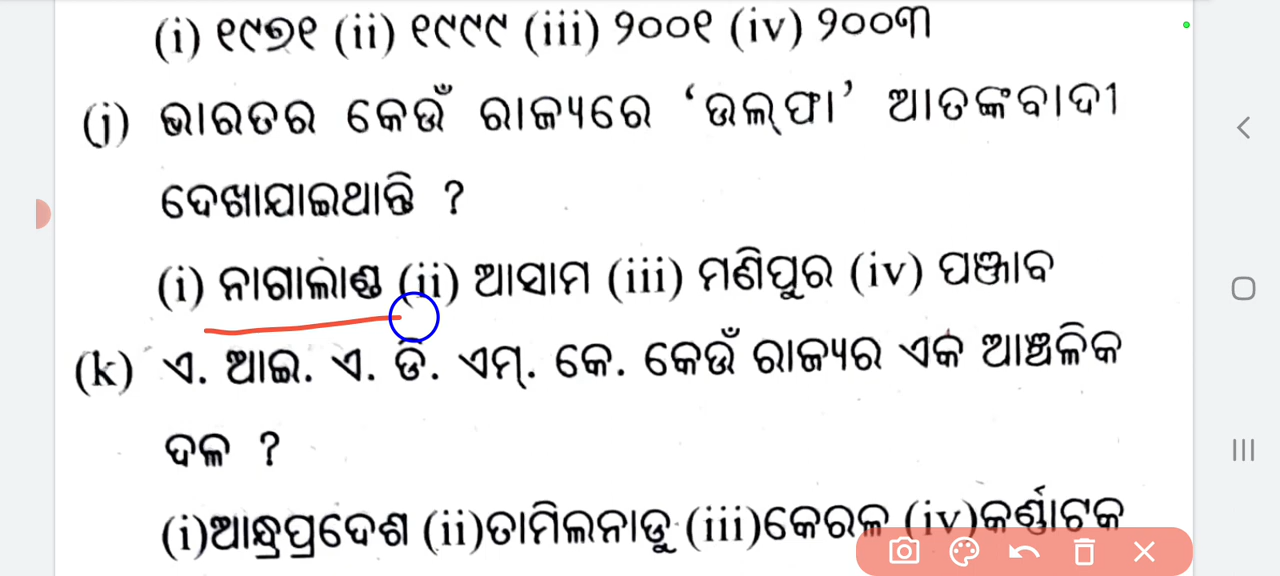 (i) ୧୯୭୧ (ii) ୧୯୯୯ (iii) ୨୦୦୧ (iv) ୨୦୦୩
(j) ଭାରତର କେଉଁ ରାଜ୍ୟରେ ‘ଉଲ୍‌ଫା’ ଆତଙ୍କବାଦୀ
ଦେଖାଯାଇଥାନ୍ତି ?
(i) ନାଗାଲାଣ୍ଡ (ii) ଆସାମ (iii) ମଣିପୁର (iv) ପଞ୍ଜାବ
(k) ଏ. ଆଇ. ଏ. ଡି. ଏମ୍. କେ. କେଉଁ ରାଜ୍ୟର ଏକ ଆଞ୍ଚଳିକ
ଦଳ ?
(i)ଆନ୍ଧ୍ରପ୍ରଦେଶ (ii)ତାମିଲନାଡୁ (iii)କେରଳ (iv)କର୍ଣ୍ଣାଟକ